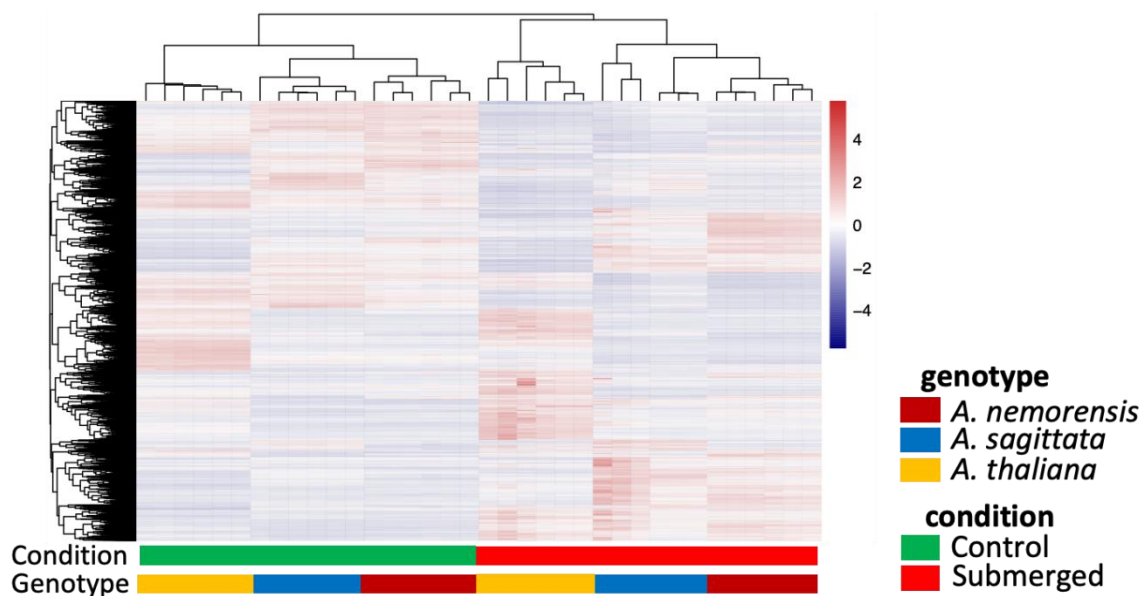 4
2
0
−2
−4
genotype
A. nemorensis
A. sagittata
A. thaliana
condition
Control
Submerged
Condition
Genotype